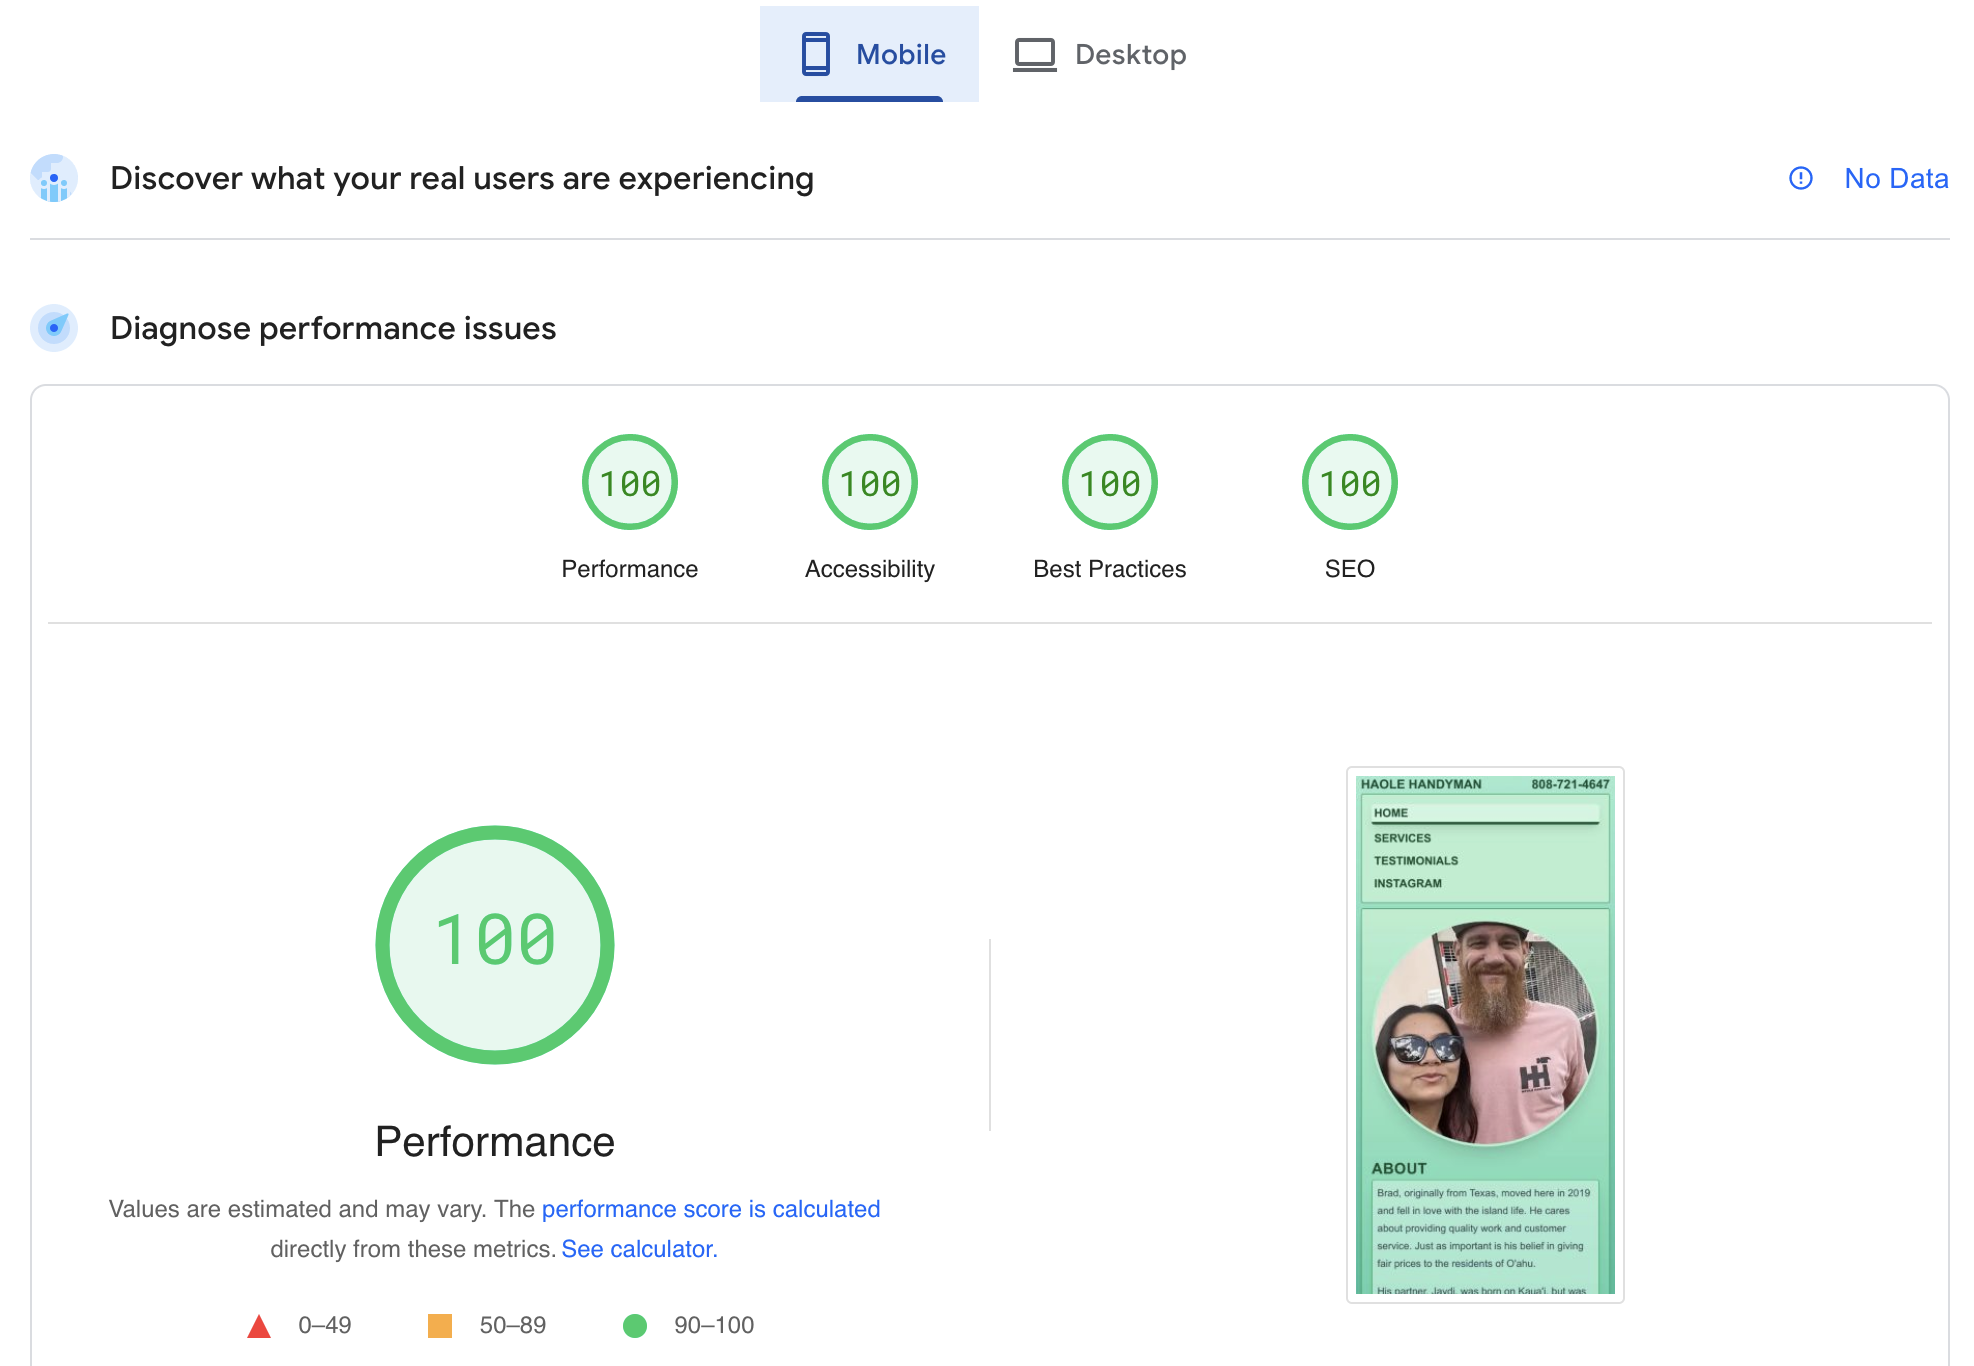 Mobile
Desktop
Discover what your real users are experiencing
No Data
Diagnose performance issues
100
100
100
100
Performance
Accessibility
Best Practices
SEO
100
Performance
Values are estimated and may vary. The performance score is calculated
directly from these metrics. See calculator.
0–49
50–89
90–100
HAOLE HANDYMAN
808-721-4647
HOME
SERVICES
TESTIMONIALS
INSTAGRAM
HH
ABOUT
Brad, originally from Texas, moved here in 2019
and fell in love with the island life. He cares
about providing quality work and customer
service. Just as important is his belief in giving
fair prices to the residents of O'ahu.
His partner, Jaydi, was born on Kaua'i, but was